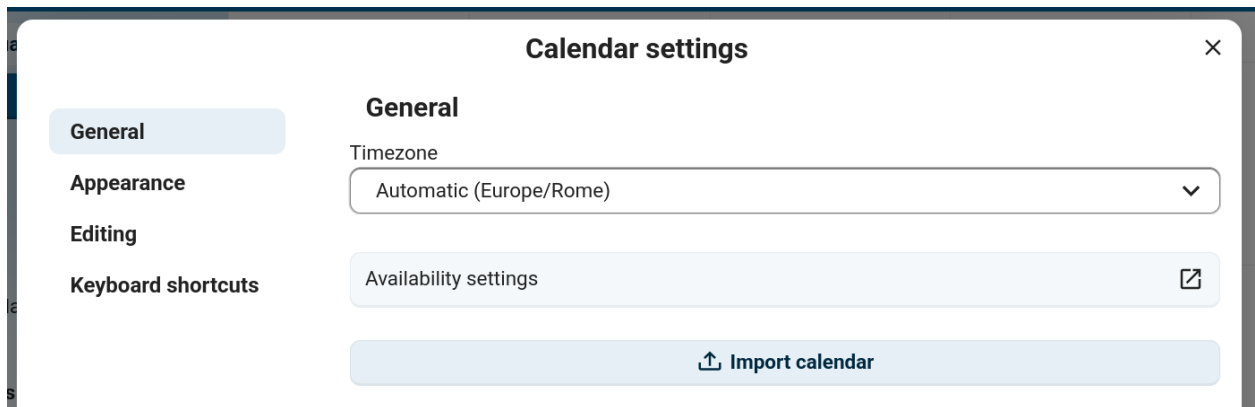 Calendar settings
General
Appearance
Editing
Keyboard shortcuts
General
Timezone
Automatic (Europe/Rome)
Availability settings
Import calendar